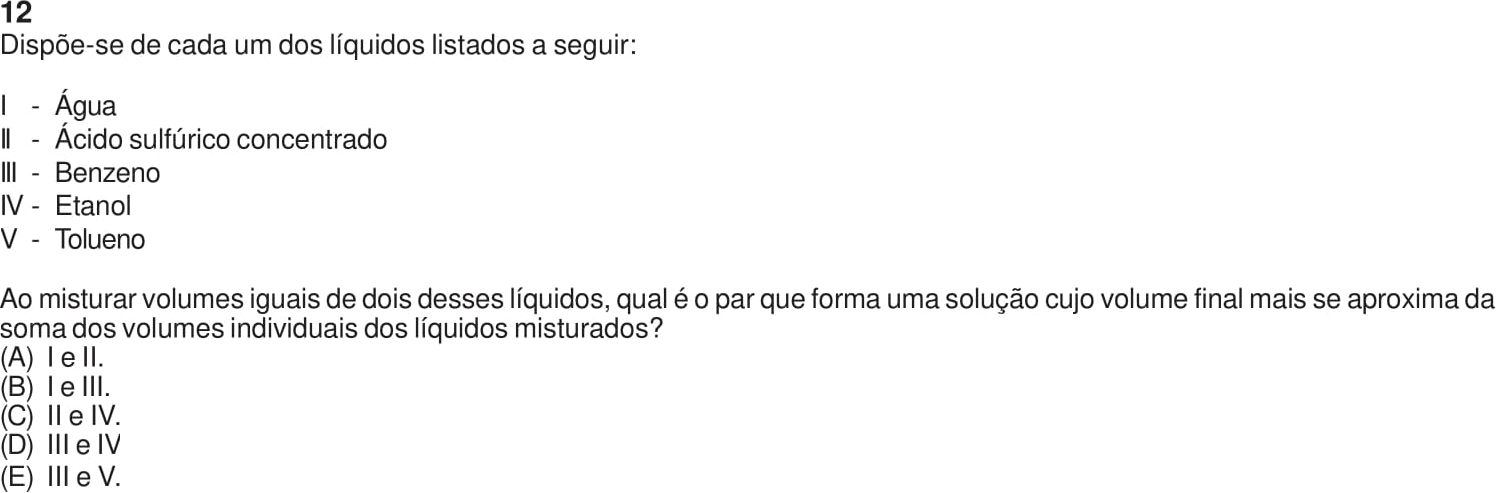 12
Dispõe-se de cada um dos líquidos listados a seguir:
I - Água
II - Ácido sulfúrico concentrado
III - Benzeno
IV - Etanol
V - Tolueno
Ao misturar volumes iguais de dois desses líquidos, qual é o par que forma uma solução cujo volume final mais se aproxima da
soma dos volumes individuais dos líquidos misturados?
(A) I e II.
(B) I e III.
(C) II e IV.
(D) III e IV
(E) III e V.